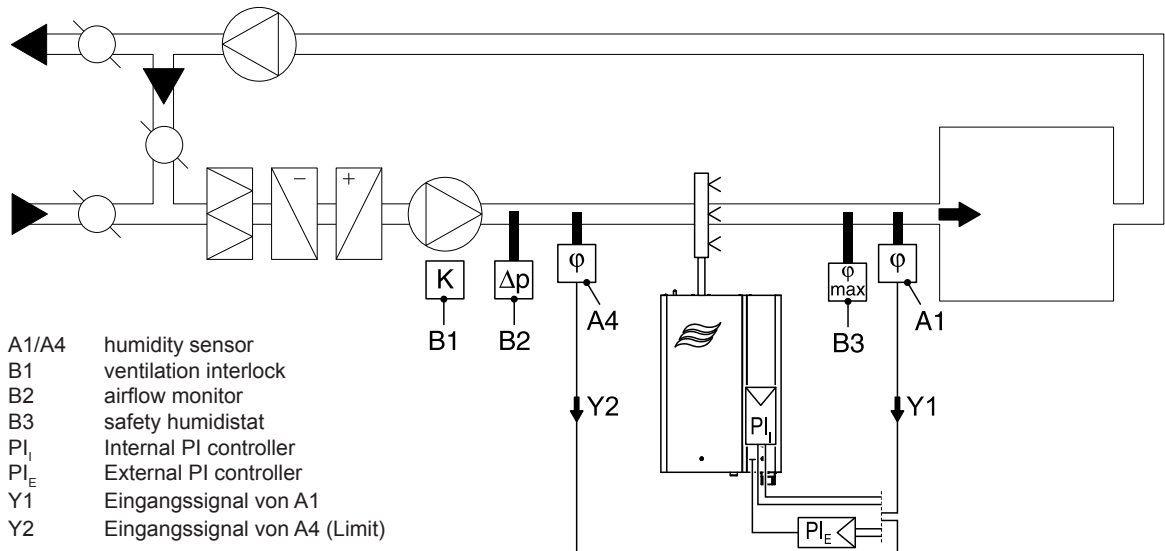 − +
K
Δp
φ
φ
max
φ
B1
B2
A4
B3
A1
Y2
Y1
PII
PIE
A1/A4 humidity sensor
B1 ventilation interlock
B2 airflow monitor
B3 safety humidistat
PII Internal PI controller
PIE External PI controller
Y1 Eingangssignal von A1
Y2 Eingangssignal von A4 (Limit)